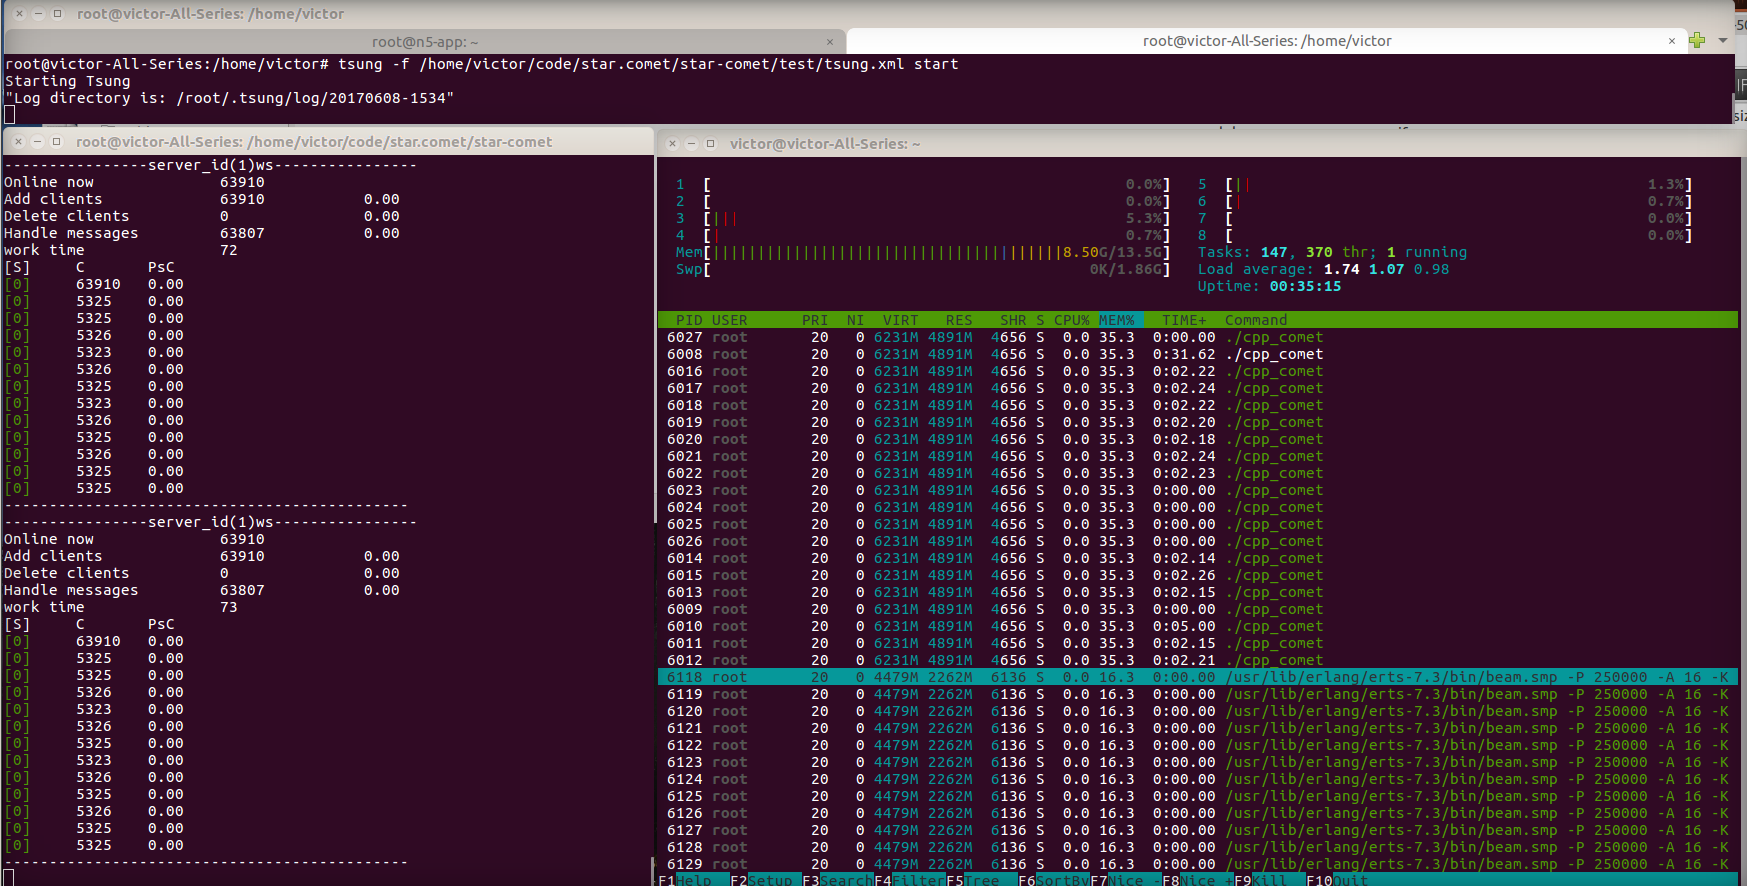 root@victor-All-Series: /home/victor
root@n5-app: ~
root@victor-All-Series: /home/victor
root@victor-All-Series:/home/victor# tsung -f /home/victor/code/star.comet/star-comet/test/tsung.xml start
Starting Tsung
"Log directory is: /root/.tsung/log/20170608-1534"
root@victor-All-Series: /home/victor/code/star.comet/star-comet
----------------server_id(1)ws----------------
Online now 63910
Add clients 63910 0.00
Delete clients 0 0.00
Handle messages 63807 0.00
work time 72
[S] C PsC
[0] 63910 0.00
[0] 5325 0.00
[0] 5325 0.00
[0] 5326 0.00
[0] 5323 0.00
[0] 5326 0.00
[0] 5325 0.00
[0] 5323 0.00
[0] 5326 0.00
[0] 5325 0.00
[0] 5326 0.00
[0] 5325 0.00
[0] 5325 0.00
---------------------------------------------
----------------server_id(1)ws----------------
Online now 63910
Add clients 63910 0.00
Delete clients 0 0.00
Handle messages 63807 0.00
work time 73
[S] C PsC
[0] 63910 0.00
[0] 5325 0.00
[0] 5325 0.00
[0] 5326 0.00
[0] 5323 0.00
[0] 5326 0.00
[0] 5325 0.00
[0] 5323 0.00
[0] 5326 0.00
[0] 5325 0.00
[0] 5326 0.00
[0] 5325 0.00
[0] 5325 0.00
---------------------------------------------
victor@victor-All-Series: ~
1 [ 0.0%] 5 [|| 1.3%]
2 [ 0.0%] 6 [| 0.7%]
3 [||| 5.3%] 7 [ 0.0%]
4 [| 0.7%] 8 [ 0.0%]
Mem[|||||||||||||||||||||||||||||||||||||||8.50G/13.5G] Tasks: 147, 370 thr; 1 running
Swp[ 0K/1.86G] Load average: 1.74 1.07 0.98
Uptime: 00:35:15
PID USER PRI NI VIRT RES SHR S CPU% MEM% TIME+ Command
6027 root 20 0 6231M 4891M 4656 S 0.0 35.3 0:00.00 ./cpp_comet
6008 root 20 0 6231M 4891M 4656 S 0.0 35.3 0:31.62 ./cpp_comet
6016 root 20 0 6231M 4891M 4656 S 0.0 35.3 0:02.22 ./cpp_comet
6017 root 20 0 6231M 4891M 4656 S 0.0 35.3 0:02.24 ./cpp_comet
6018 root 20 0 6231M 4891M 4656 S 0.0 35.3 0:02.22 ./cpp_comet
6019 root 20 0 6231M 4891M 4656 S 0.0 35.3 0:02.20 ./cpp_comet
6020 root 20 0 6231M 4891M 4656 S 0.0 35.3 0:02.18 ./cpp_comet
6021 root 20 0 6231M 4891M 4656 S 0.0 35.3 0:02.24 ./cpp_comet
6022 root 20 0 6231M 4891M 4656 S 0.0 35.3 0:02.23 ./cpp_comet
6023 root 20 0 6231M 4891M 4656 S 0.0 35.3 0:00.00 ./cpp_comet
6024 root 20 0 6231M 4891M 4656 S 0.0 35.3 0:00.00 ./cpp_comet
6025 root 20 0 6231M 4891M 4656 S 0.0 35.3 0:00.00 ./cpp_comet
6026 root 20 0 6231M 4891M 4656 S 0.0 35.3 0:00.00 ./cpp_comet
6014 root 20 0 6231M 4891M 4656 S 0.0 35.3 0:02.14 ./cpp_comet
6015 root 20 0 6231M 4891M 4656 S 0.0 35.3 0:02.26 ./cpp_comet
6013 root 20 0 6231M 4891M 4656 S 0.0 35.3 0:02.15 ./cpp_comet
6009 root 20 0 6231M 4891M 4656 S 0.0 35.3 0:00.00 ./cpp_comet
6010 root 20 0 6231M 4891M 4656 S 0.0 35.3 0:05.00 ./cpp_comet
6011 root 20 0 6231M 4891M 4656 S 0.0 35.3 0:02.15 ./cpp_comet
6012 root 20 0 6231M 4891M 4656 S 0.0 35.3 0:02.21 ./cpp_comet
6118 root 20 0 4479M 2262M 6136 S 0.0 16.3 0:00.00 /usr/lib/erlang/erts-7.3/bin/beam.smp -P 250000 -A 16 -K
6119 root 20 0 4479M 2262M 6136 S 0.0 16.3 0:00.00 /usr/lib/erlang/erts-7.3/bin/beam.smp -P 250000 -A 16 -K
6120 root 20 0 4479M 2262M 6136 S 0.0 16.3 0:00.00 /usr/lib/erlang/erts-7.3/bin/beam.smp -P 250000 -A 16 -K
6121 root 20 0 4479M 2262M 6136 S 0.0 16.3 0:00.00 /usr/lib/erlang/erts-7.3/bin/beam.smp -P 250000 -A 16 -K
6122 root 20 0 4479M 2262M 6136 S 0.0 16.3 0:00.00 /usr/lib/erlang/erts-7.3/bin/beam.smp -P 250000 -A 16 -K
6123 root 20 0 4479M 2262M 6136 S 0.0 16.3 0:00.00 /usr/lib/erlang/erts-7.3/bin/beam.smp -P 250000 -A 16 -K
6124 root 20 0 4479M 2262M 6136 S 0.0 16.3 0:00.00 /usr/lib/erlang/erts-7.3/bin/beam.smp -P 250000 -A 16 -K
6125 root 20 0 4479M 2262M 6136 S 0.0 16.3 0:00.00 /usr/lib/erlang/erts-7.3/bin/beam.smp -P 250000 -A 16 -K
6126 root 20 0 4479M 2262M 6136 S 0.0 16.3 0:00.00 /usr/lib/erlang/erts-7.3/bin/beam.smp -P 250000 -A 16 -K
6127 root 20 0 4479M 2262M 6136 S 0.0 16.3 0:00.00 /usr/lib/erlang/erts-7.3/bin/beam.smp -P 250000 -A 16 -K
6128 root 20 0 4479M 2262M 6136 S 0.0 16.3 0:00.00 /usr/lib/erlang/erts-7.3/bin/beam.smp -P 250000 -A 16 -K
6129 root 20 0 4479M 2262M 6136 S 0.0 16.3 0:00.00 /usr/lib/erlang/erts-7.3/bin/beam.smp -P 250000 -A 16 -K
F1Help F2Setup F3SearchF4FilterF5Tree F6SortByF7Nice -F8Nice +F9Kill F10Quit